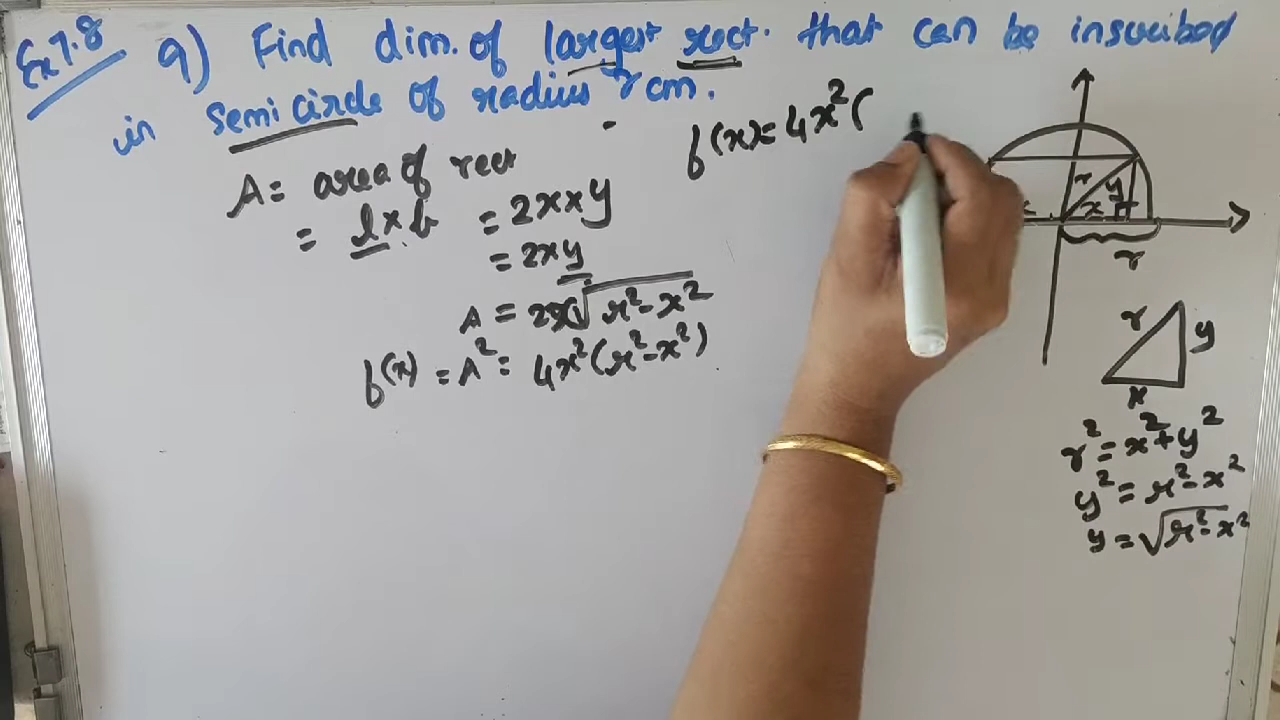 Ex 7.8
9) Find dim. of largest rect. that can be inscribed
in semi circle of radius r cm.
A = area of rect
= l × b = 2x × y
= 2xy
A = 2x√r²-x²
f(x) = A² = 4x²(r²-x²)
f(x) = 4x²(
r
y
x
r
r
y
x
r² = x²+y²
y² = r²-x²
y = √r²-x²